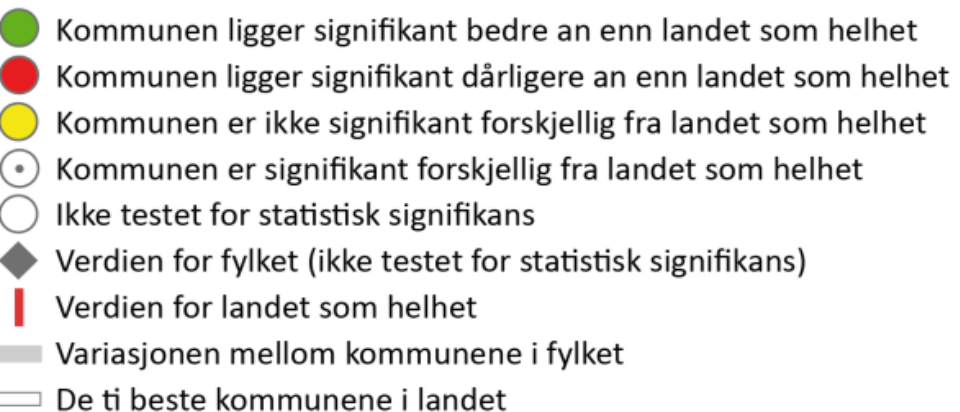 Kommunen ligger signifikant bedre an enn landet som helhet
Kommunen ligger signifikant dårligere an enn landet som helhet
Kommunen er ikke signifikant forskjellig fra landet som helhet
Kommunen er signifikant forskjellig fra landet som helhet
Ikke testet for statistisk signifikans
Verdien for fylket (ikke testet for statistisk signifikans)
Verdien for landet som helhet
Variasjonen mellom kommunene i fylket
De ti beste kommunene i landet